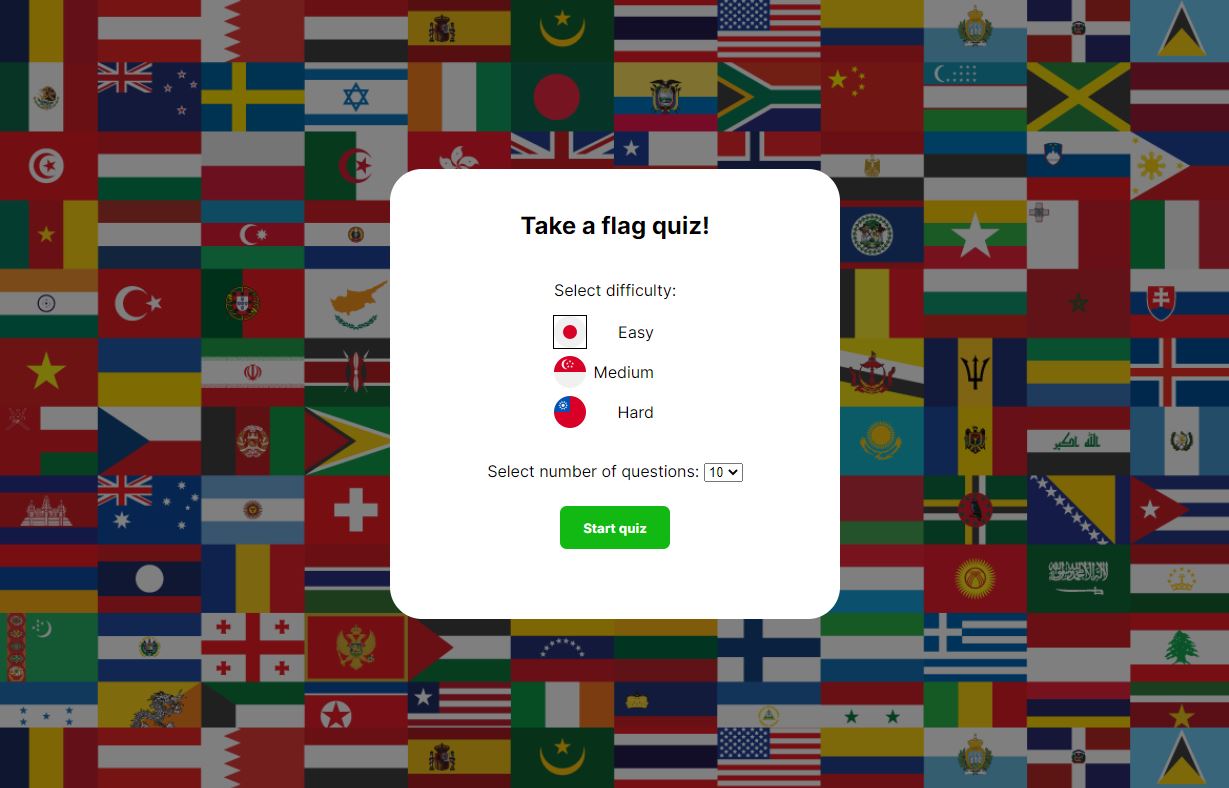 Take a flag quiz!
Select difficulty:
Easy
Medium
Hard
Select number of questions: 10
Start quiz